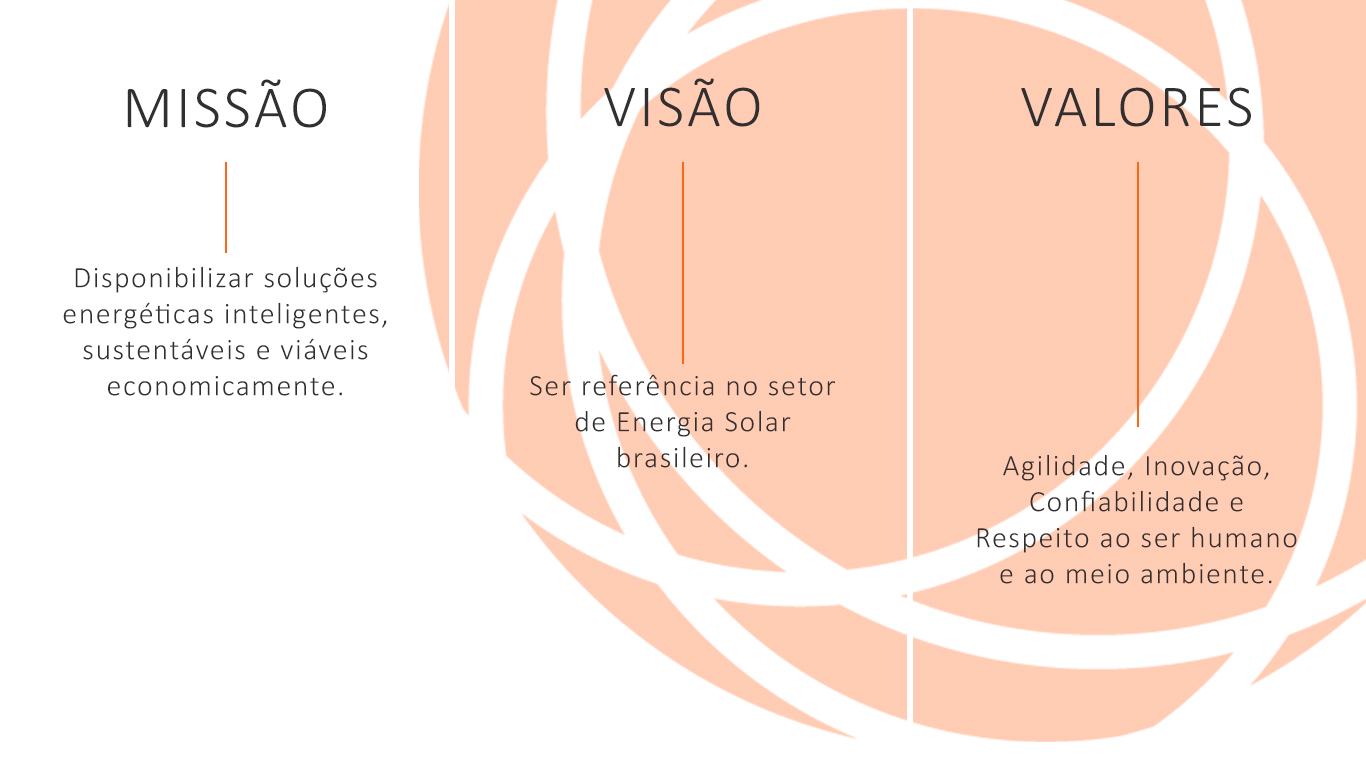 MISSÃO
Disponibilizar soluções
energéticas inteligentes,
sustentáveis e viáveis
economicamente.
VISÃO
Ser referência no setor
de Energia Solar
brasileiro.
VALORES
Agilidade, Inovação,
Confiabilidade e
Respeito ao ser humano
e ao meio ambiente.